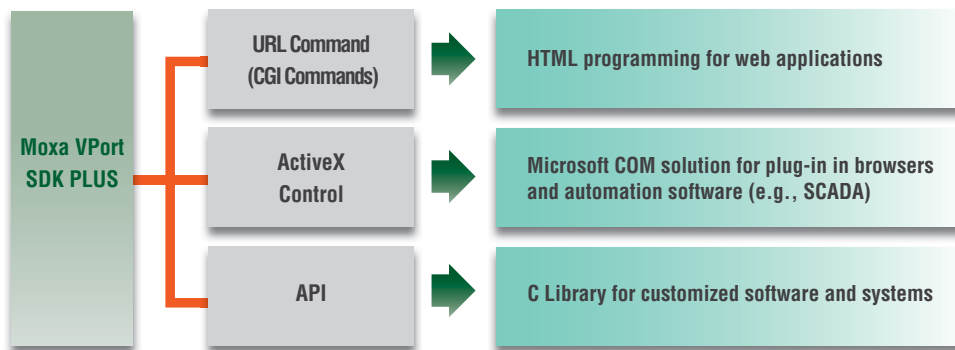 Moxa VPort
SDK PLUS
URL Command
(CGI Commands)
HTML programming for web applications
ActiveX
Control
Microsoft COM solution for plug-in in browsers
and automation software (e.g., SCADA)
API
C Library for customized software and systems